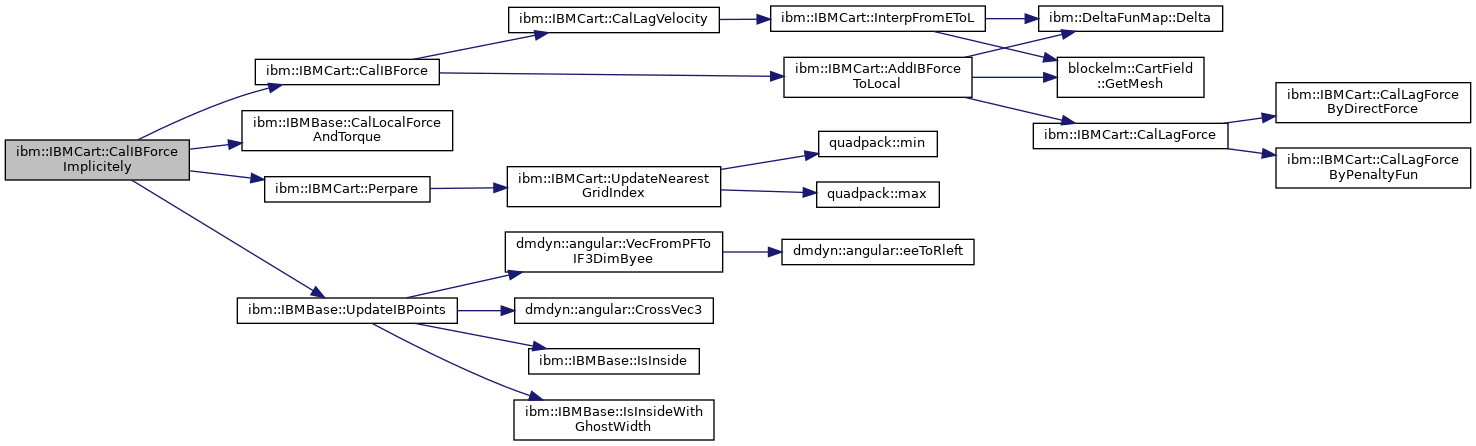 ibm::IBMCart::CalIBForce
Implicitely
ibm::IBMCart::CalIBForce
ibm::IBMBase::CalLocalForce
AndTorque
ibm::IBMCart::Perpare
ibm::IBMBase::UpdateIBPoints
ibm::IBMCart::CalLagVelocity
ibm::IBMCart::UpdateNearest
GridIndex
dmdyn::angular::VecFromPFTo
IF3DimByee
dmdyn::angular::CrossVec3
ibm::IBMBase::IsInside
ibm::IBMBase::IsInsideWith
GhostWidth
ibm::IBMCart::InterpFromEToL
ibm::IBMCart::AddIBForce
ToLocal
quadpack::min
quadpack::max
dmdyn::angular::eeToRleft
ibm::DeltaFunMap::Delta
blockelm::CartField
::GetMesh
ibm::IBMCart::CalLagForce
ibm::IBMCart::CalLagForce
ByDirectForce
ibm::IBMCart::CalLagForce
ByPenaltyFun